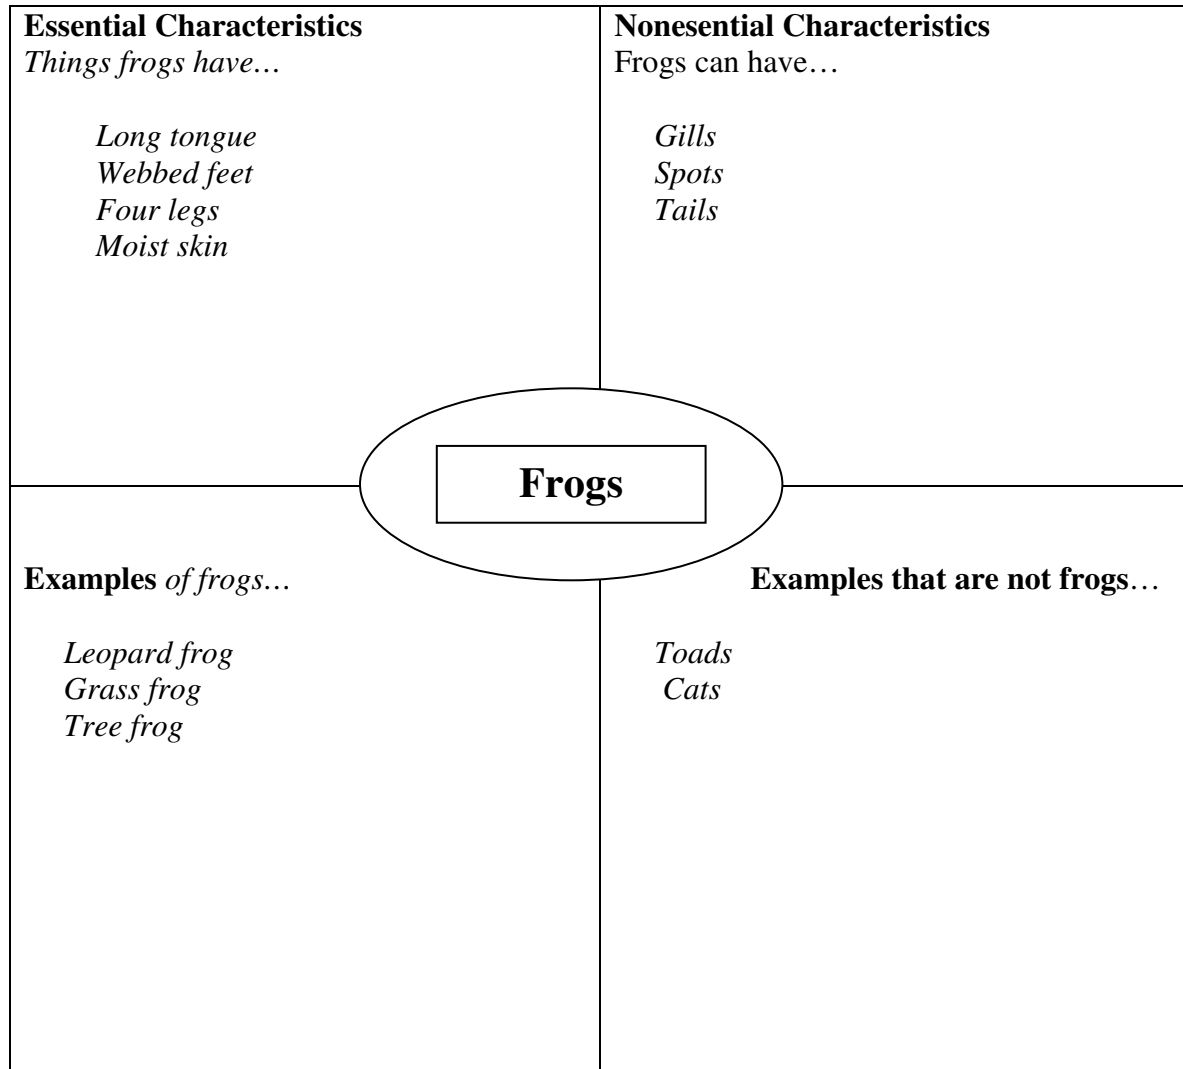 Essential Characteristics
Things frogs have…
Long tongue
Webbed feet
Four legs
Moist skin
Nonesential Characteristics
Frogs can have…
Gills
Spots
Tails
Frogs
Examples of frogs…
Leopard frog
Grass frog
Tree frog
Examples that are not frogs…
Toads
Cats